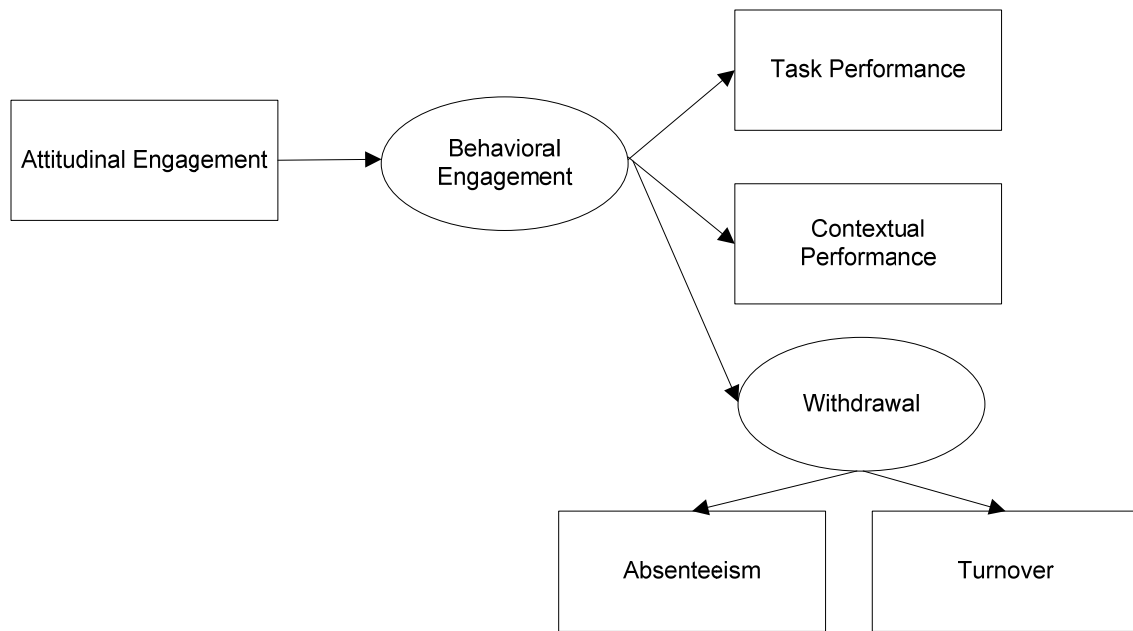 Task Performance
Attitudinal Engagement
Behavioral
Engagement
Contextual
Performance
Withdrawal
Absenteeism
Turnover